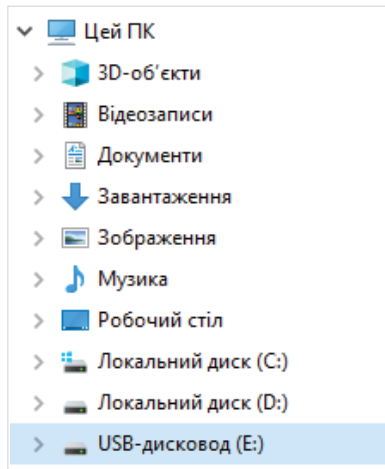 Цей ПК
3D-об'єкти
Відеозаписи
Документи
Завантаження
Зображення
Музика
Робочий стіл
Локальний диск (C:)
Локальний диск (D:)
USB-дисковод (E:)